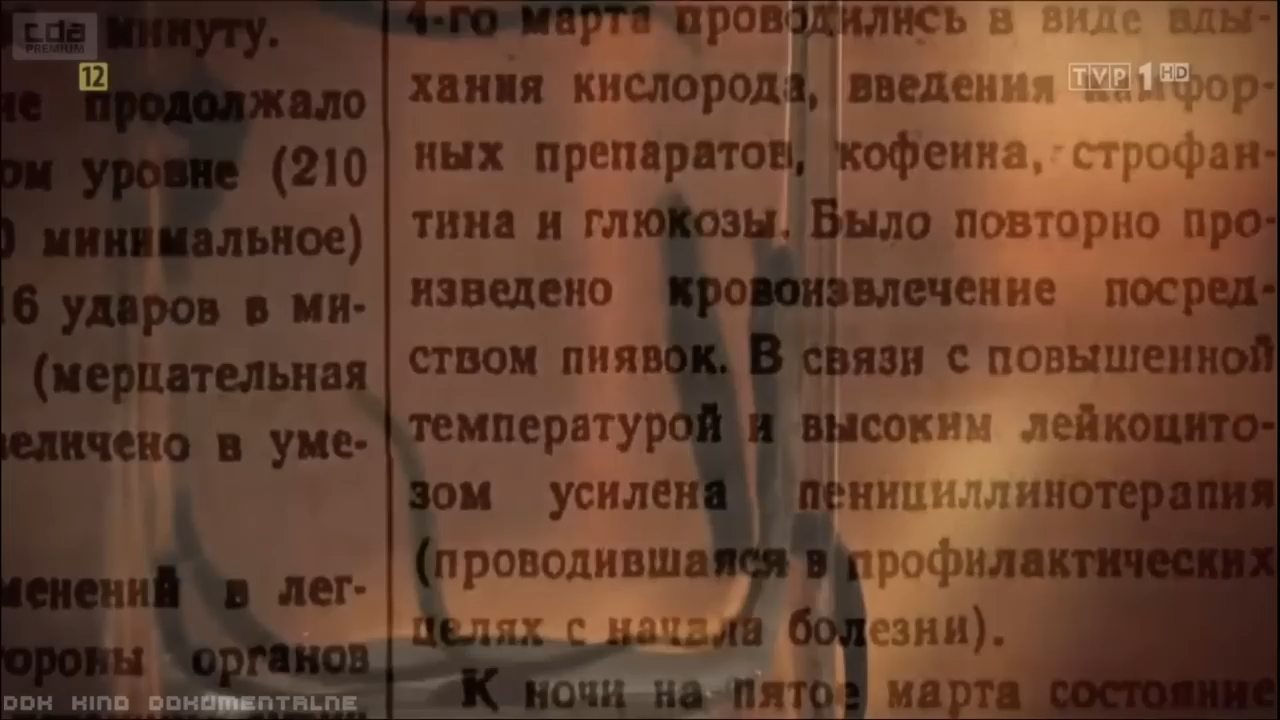 cda
PREMIUM
12
TVP 1 HD
минуту.
не продолжало
ом уровне (210
0 минимальное)
16 ударов в ми-
(мерцательная
величено в уме-
менений в лег-
ороны органов
4-го марта проводились в виде вды-
хания кислорода, введения камфор-
ных препаратов, кофеина, строфан-
тина и глюкозы. Было повторно про-
изведено кровоизвлечение посред-
ством пиявок. В связи с повышенной
температурой и высоким лейкоцито-
зом усилена пенициллинотерапия
(проводившаяся в профилактических
целях с начала болезни).
К ночи на пятое марта состояние
DOK KINO DOKUMENTALNE